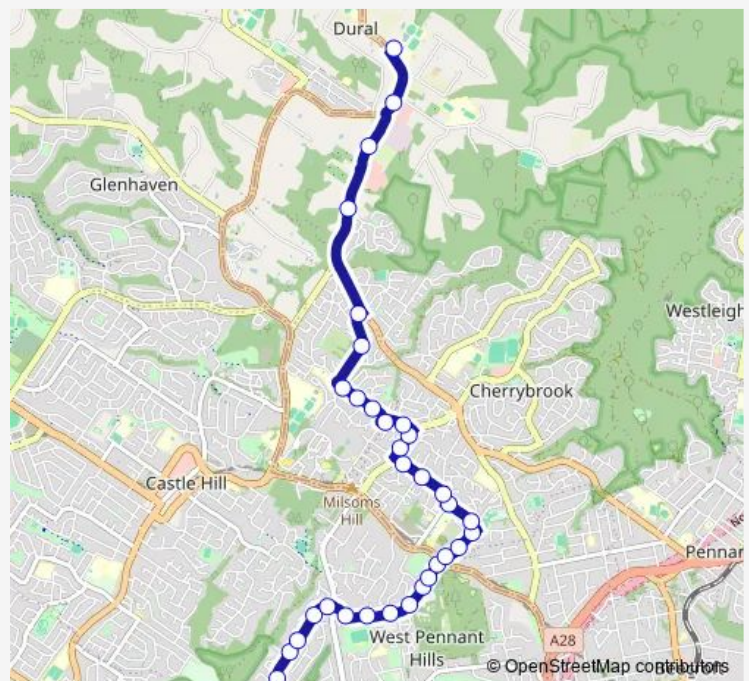 Dural
Glenhaven
Westleigh
Cherrybrook
Castle Hill
Milsoms
Hill
Pennan
West Pennant
Hills
A28
© OpenStreetMap contributors